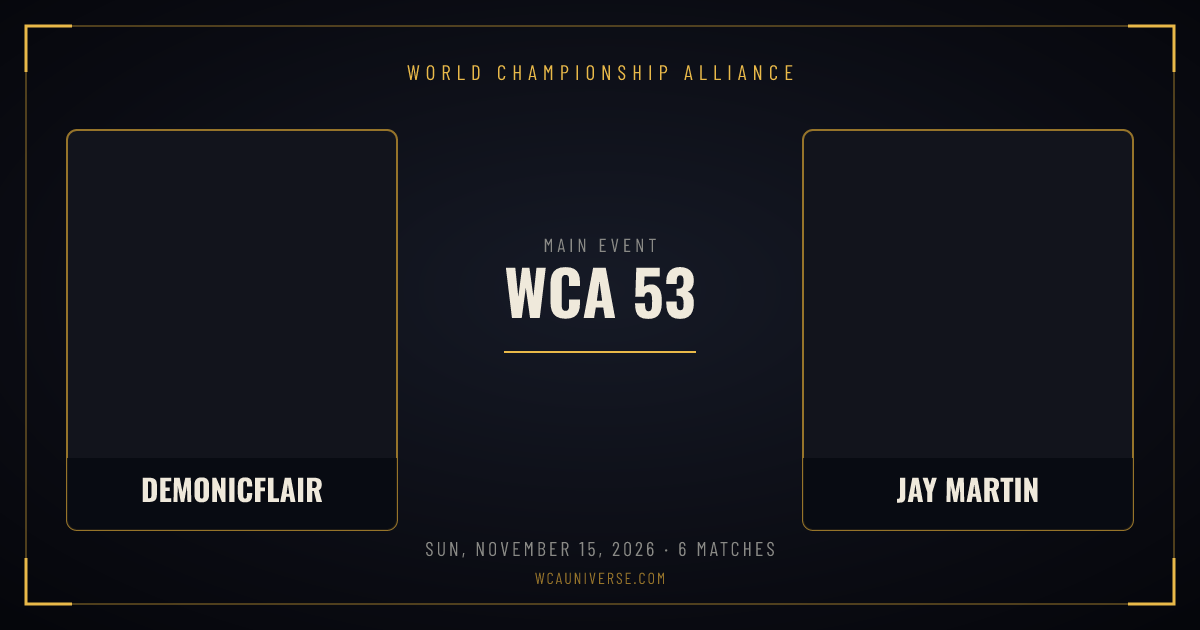 WORLD CHAMPIONSHIP ALLIANCE
MAIN EVENT
WCA 53
DEMONICFLAIR
JAY MARTIN
SUN, NOVEMBER 15, 2026 · 6 MATCHES
WCAUNIVERSE.COM